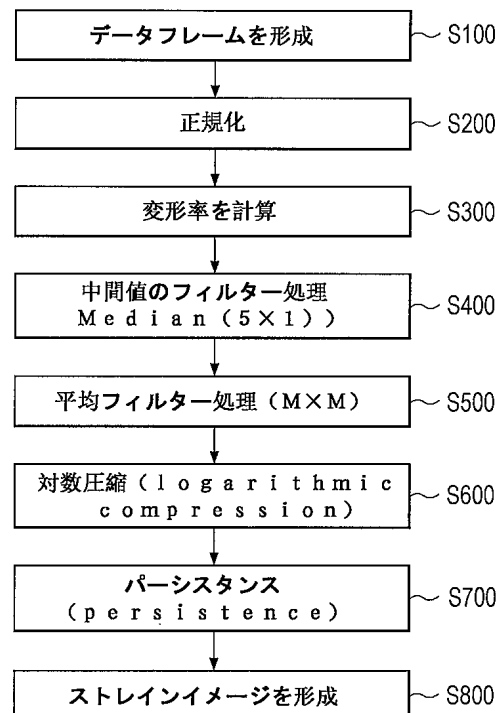 データフレームを形成 S100
正規化 S200
変形率を計算 S300
中間値のフィルター処理
Median(5×1)) S400
平均フィルター処理(M×M) S500
対数圧縮(logarithmic
compression) S600
パーシスタンス
(persistence) S700
ストレインイメージを形成 S800